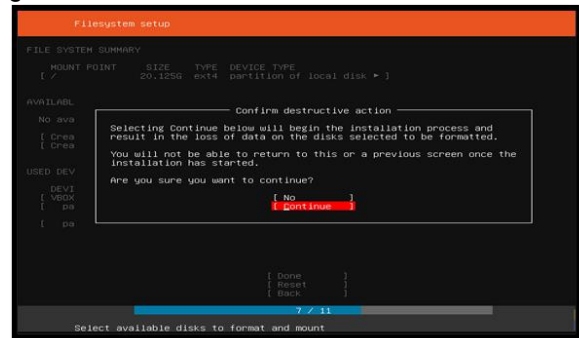 Filesystem setup
FILE SYSTEM SUMMARY
MOUNT POINT SIZE TYPE DEVICE TYPE
[ / 20.125G ext4 partition of local disk ▸ ]
AVAILABL
No ava
[ Crea
[ Crea
USED DEV
DEVI
[ VBOX
[ pa
[ pa
Confirm destructive action
Selecting Continue below will begin the installation process and
result in the loss of data on the disks selected to be formatted.
You will not be able to return to this or a previous screen once the
installation has started.
Are you sure you want to continue?
[ No ]
[ Continue ]
[ Done ]
[ Reset ]
[ Back ]
7 / 11
Select available disks to format and mount